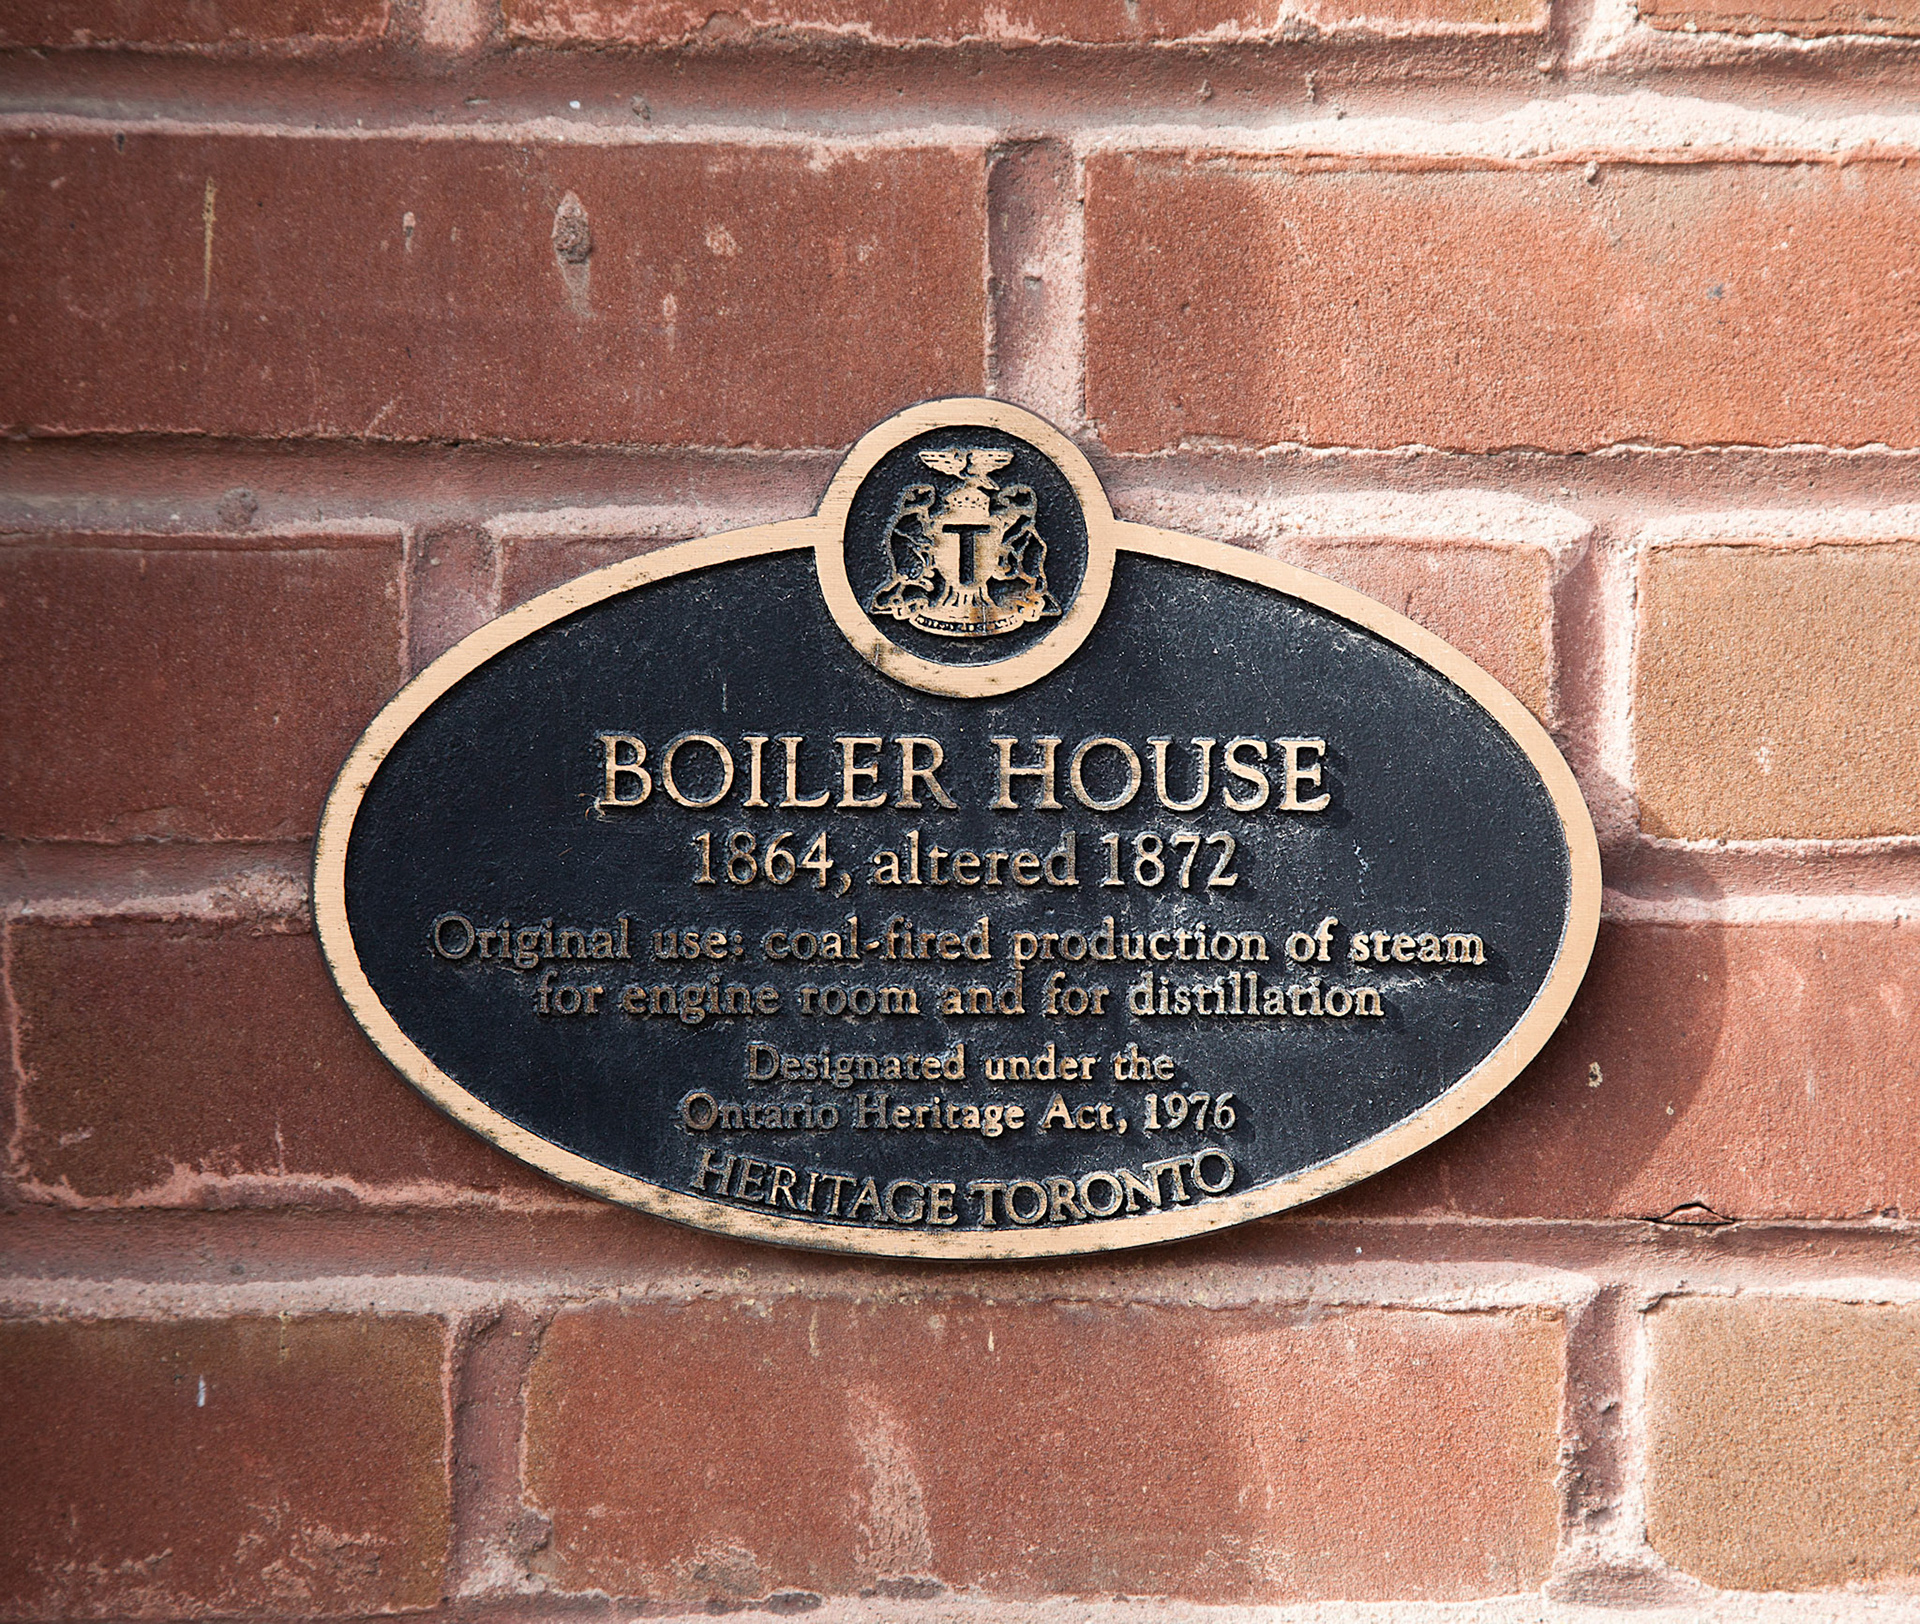 T
BOILER HOUSE
1864, altered 1872
Original use: coal-fired production of steam
for engine room and for distillation
Designated under the
Ontario Heritage Act, 1976
HERITAGE TORONTO